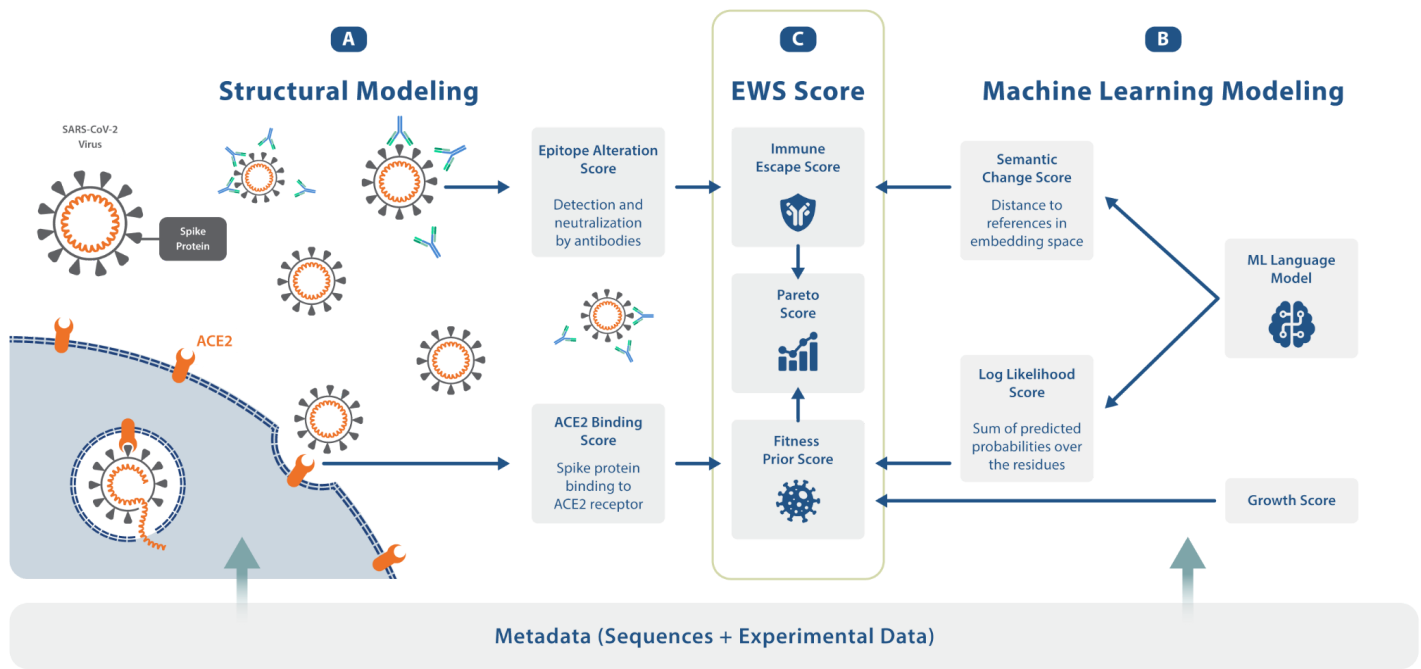 A
Structural Modeling
SARS-CoV-2
Virus
Spike
Protein
ACE2
Epitope Alteration
Score
Detection and
neutralization
by antibodies
ACE2 Binding
Score
Spike protein
binding to
ACE2 receptor
C
EWS Score
Immune
Escape Score
Pareto
Score
Fitness
Prior Score
B
Machine Learning Modeling
Semantic
Change Score
Distance to
references in
embedding space
ML Language
Model
Log Likelihood
Score
Sum of predicted
probabilities over
the residues
Growth Score
Metadata (Sequences + Experimental Data)